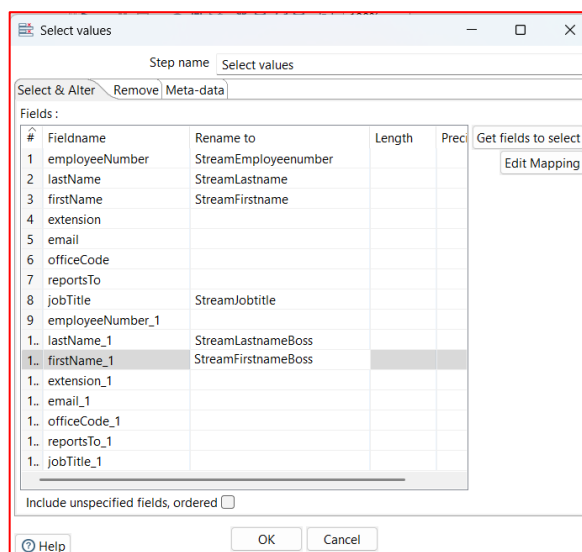 Select values
Step name Select values
Select & Alter Remove Meta-data
Fields :
# Fieldname Rename to Length Preci Get fields to select
1 employeeNumber StreamEmployeenumber Edit Mapping
2 lastName StreamLastname
3 firstName StreamFirstname
4 extension
5 email
6 officeCode
7 reportsTo
8 jobTitle StreamJobtitle
9 employeeNumber_1
1.. lastName_1 StreamLastnameBoss
1.. firstName_1 StreamFirstnameBoss
1.. extension_1
1.. email_1
1.. officeCode_1
1.. reportsTo_1
1.. jobTitle_1
Include unspecified fields, ordered
OK Cancel
Help